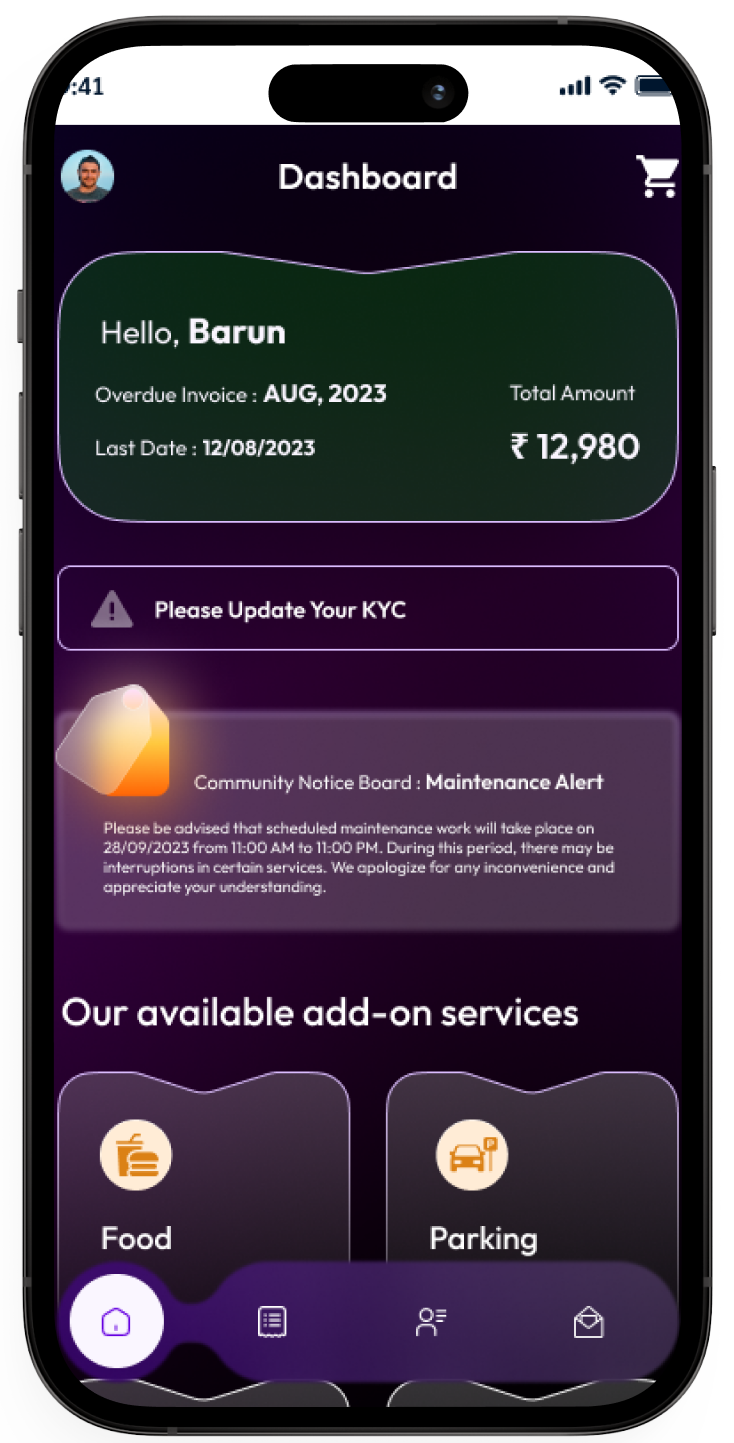 :41
Dashboard
Hello, Barun
Overdue Invoice : AUG, 2023
Total Amount
Last Date : 12/08/2023
₹ 12,980
Please Update Your KYC
Community Notice Board : Maintenance Alert
Please be advised that scheduled maintenance work will take place on
28/09/2023 from 11:00 AM to 11:00 PM. During this period, there may be
interruptions in certain services. We apologize for any inconvenience and
appreciate your understanding.
Our available add-on services
P
Food
Parking